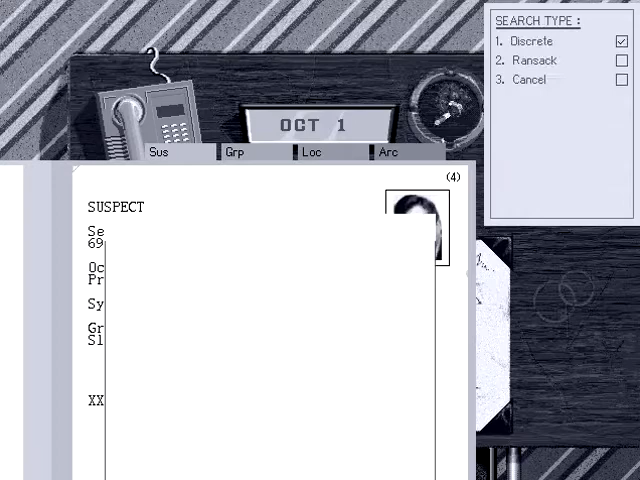 SEARCH TYPE :
1. Discrete
2. Ransack
3. Cancel
OCT 1
Sus Grp Loc Arc
(4)
SUSPECT
Se
69
Oc
Pr
Sy
Gr
Sl
XX